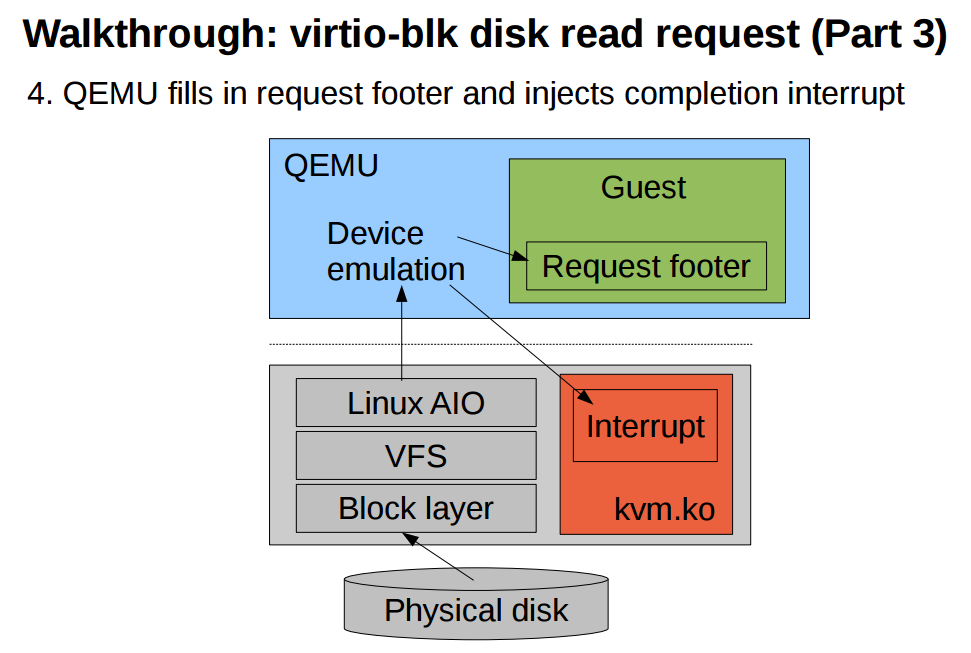 Walkthrough: virtio-blk disk read request (Part 3)
4. QEMU fills in request footer and injects completion interrupt
QEMU
Guest
Device
emulation
Request footer
Linux AIO
VFS
Block layer
Interrupt
kvm.ko
Physical disk